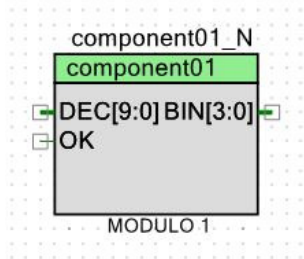 component01_N
component01
DEC[9:0] BIN[3:0]
OK
MODULO 1